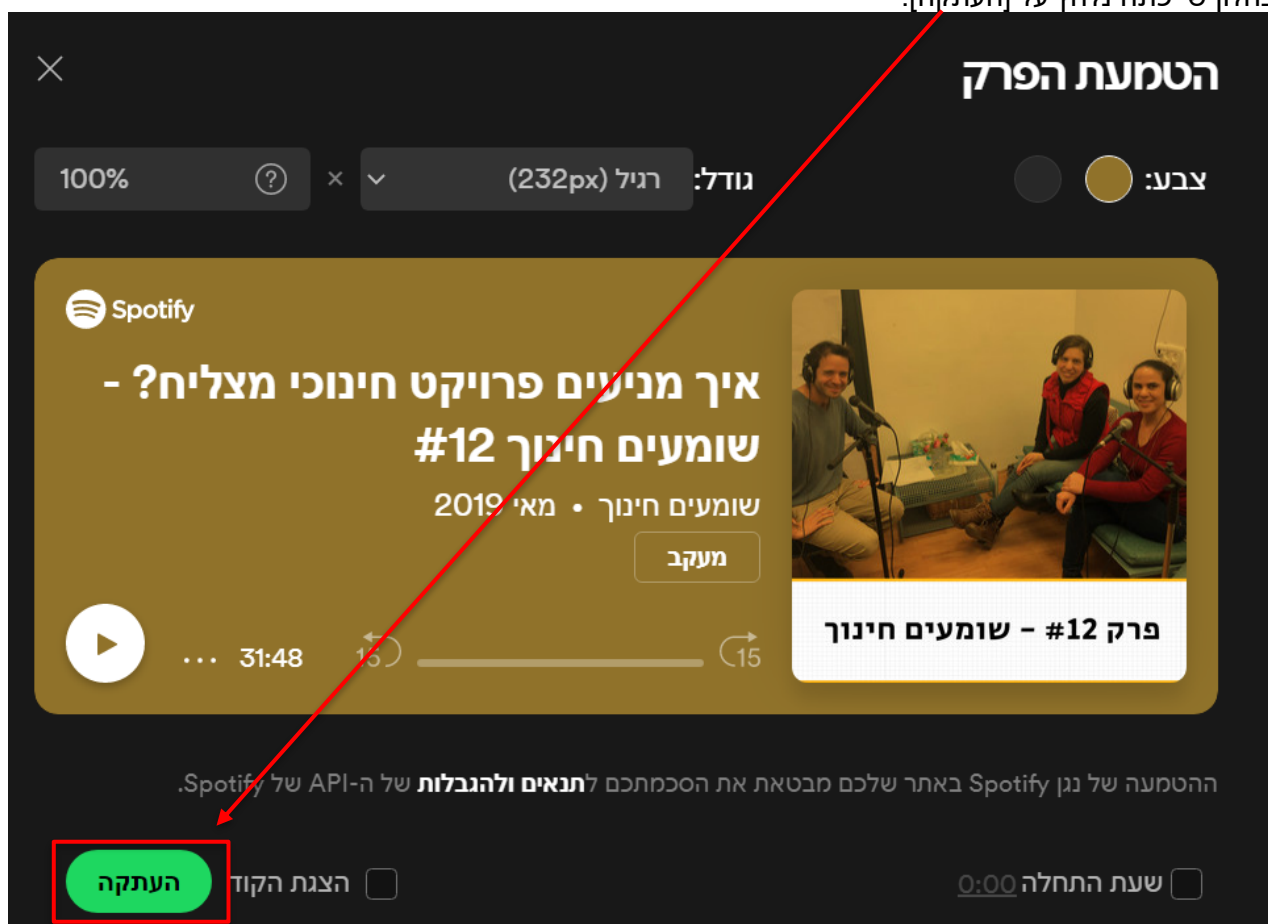 על [העתקה].
הטמעת הפרק
צבע:
גודל: רגיל (232px) × 100%
Spotify
איך מניעים פרויקט חינוכי מצליח? -
שומעים חינוך #12
שומעים חינוך • מאי 2019
מעקב
פרק #12 – שומעים חינוך
15 15 31:48 ...
ההטמעה של נגן Spotify באתר שלכם מבטאת את הסכמתכם לתנאים ולהגבלות של ה-API של Spotify.
שעת התחלה 0:00
הצגת הקוד
העתקה